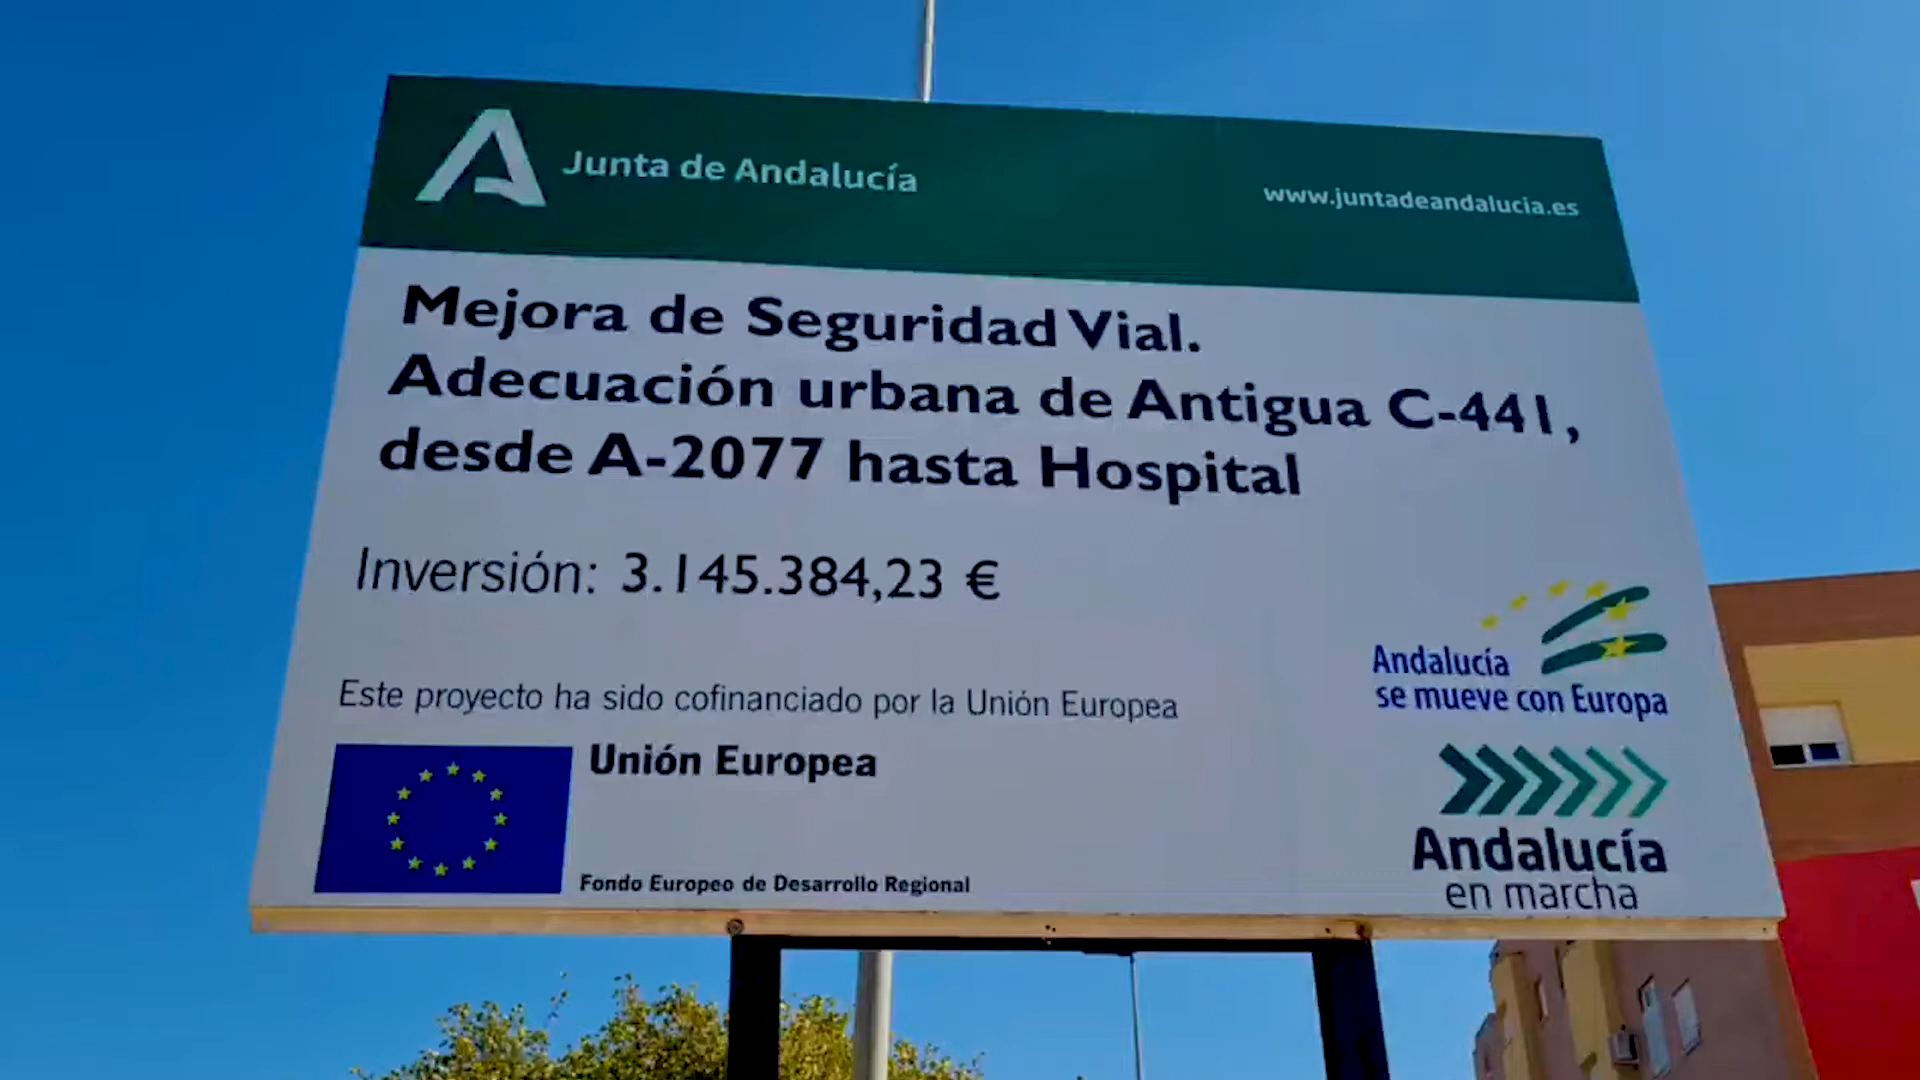 Junta de Andalucía
www.juntadeandalucia.es
Mejora de Seguridad Vial.
Adecuación urbana de Antigua C-441,
desde A-2077 hasta Hospital
Inversión: 3.145.384,23 €
Este proyecto ha sido cofinanciado por la Unión Europea
Unión Europea
Fondo Europeo de Desarrollo Regional
Andalucía
se mueve con Europa
Andalucía
en marcha